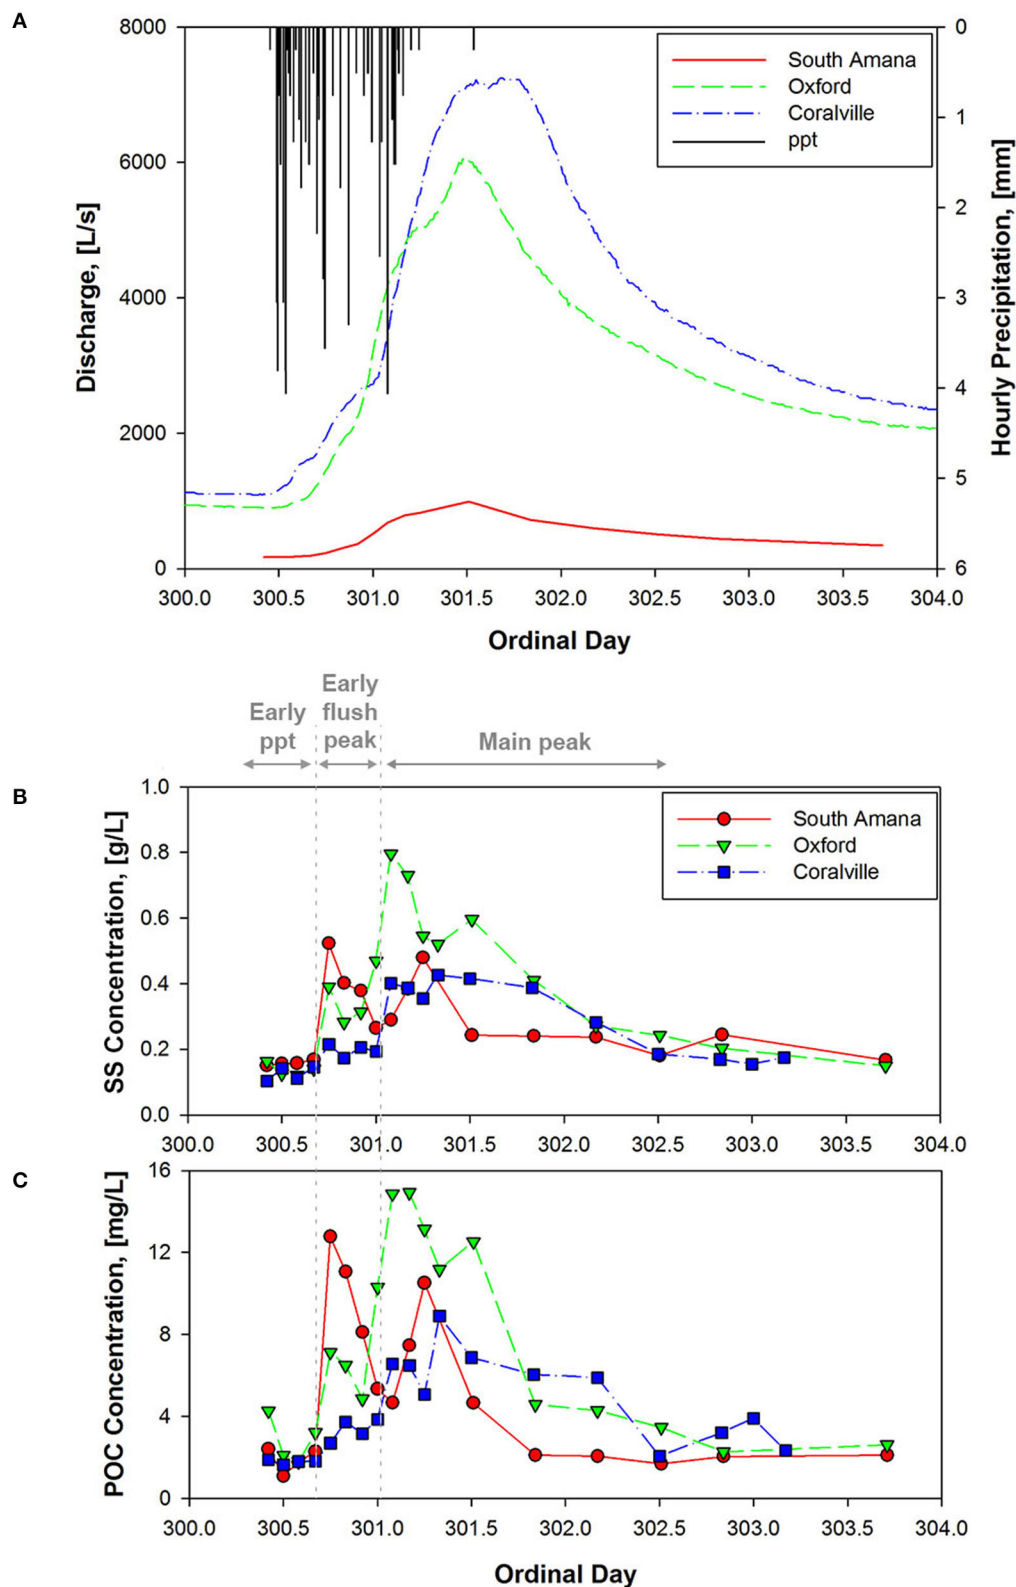 A
8000
6000
4000
2000
0
Discharge, [L/s]
0
1
2
3
4
5
6
Hourly Precipitation, [mm]
South Amana
Oxford
Coralville
ppt
300.0 300.5 301.0 301.5 302.0 302.5 303.0 303.5 304.0
Ordinal Day
Early
ppt
Early
flush
peak
Main peak
B
1.0
0.8
0.6
0.4
0.2
0.0
SS Concentration, [g/L]
South Amana
Oxford
Coralville
300.0 300.5 301.0 301.5 302.0 302.5 303.0 303.5 304.0
C
16
12
8
4
0
POC Concentration, [mg/L]
300.0 300.5 301.0 301.5 302.0 302.5 303.0 303.5 304.0
Ordinal Day